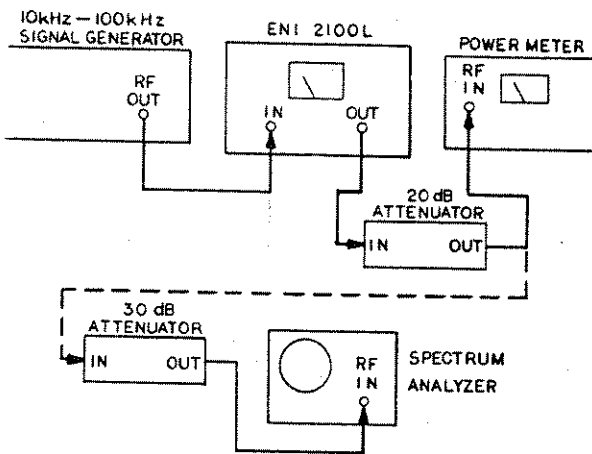 10kHz – 100kHz
SIGNAL GENERATOR
RF
OUT
ENI 2100L
IN
OUT
POWER METER
RF
IN
20 dB
ATTENUATOR
IN
OUT
30 dB
ATTENUATOR
IN
OUT
RF
IN
SPECTRUM
ANALYZER